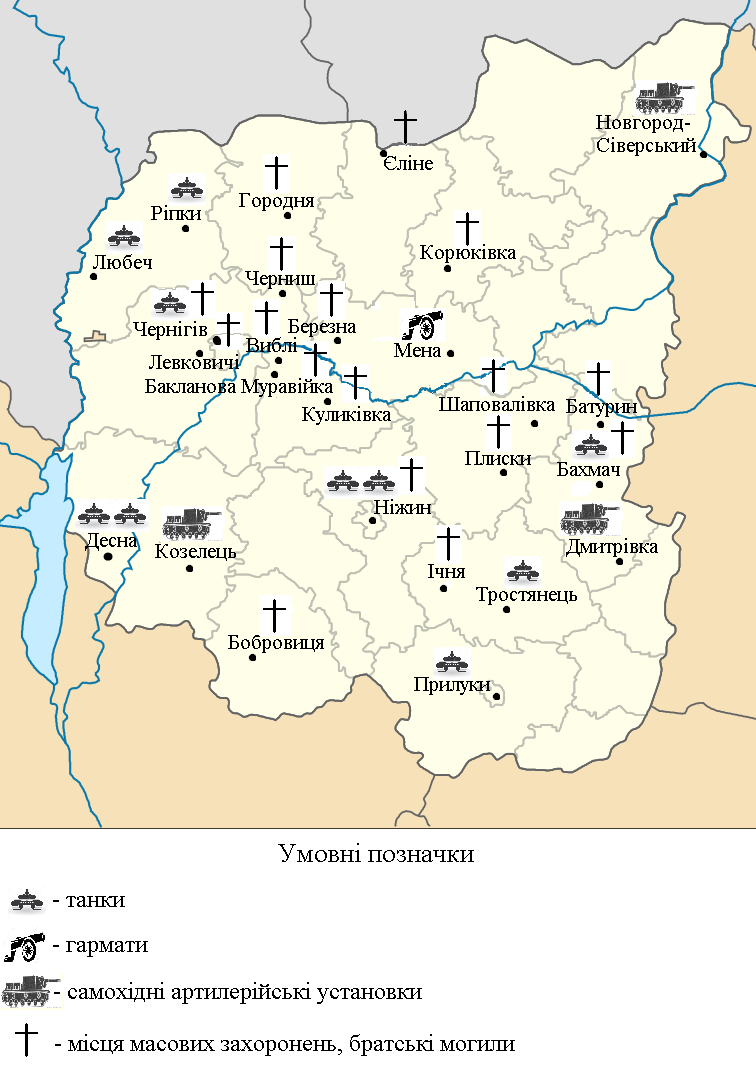 Новгород-
Сіверський
Єліне
Городня
Ріпки
Корюківка
Любеч
Черниш
Березна
Чернігів
Виблі
Мена
Левковичі
Бакланова Муравійка
Куликівка
Шаповалівка
Батурин
Плиски
Бахмач
Ніжин
Десна
Козелець
Дмитрівка
Ічня
Тростянець
Бобровиця
Прилуки
Умовні позначки
- танки
- гармати
- самохідні артилерійські установки
- місця масових захоронень, братські могили